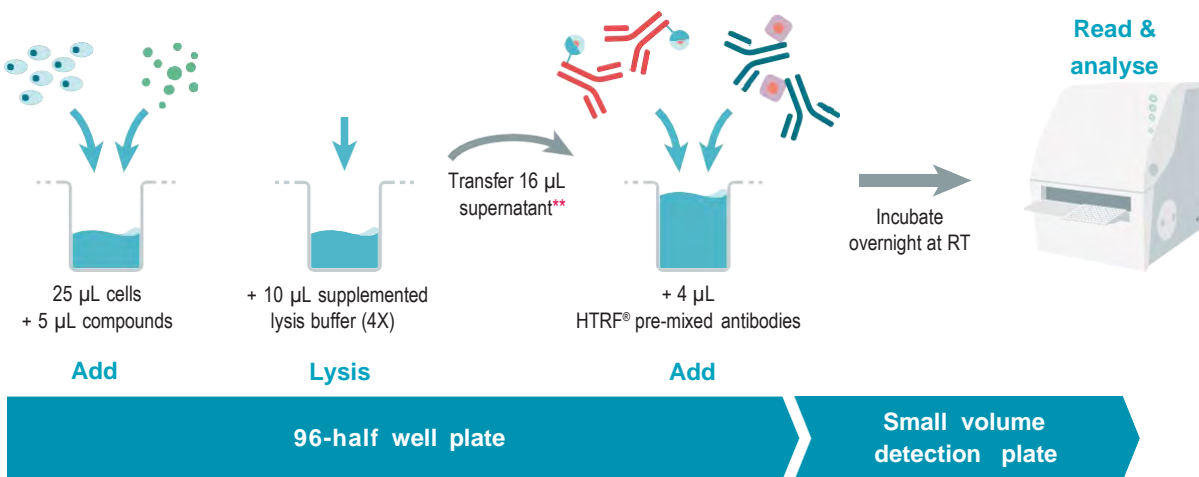 Read &
analyse
Transfer 16 µL
supernatant**
Incubate
overnight at RT
25 µL cells
+ 5 µL compounds
+ 10 µL supplemented
lysis buffer (4X)
+ 4 µL
HTRF® pre-mixed antibodies
Add
Lysis
Add
96-half well plate
Small volume
detection plate